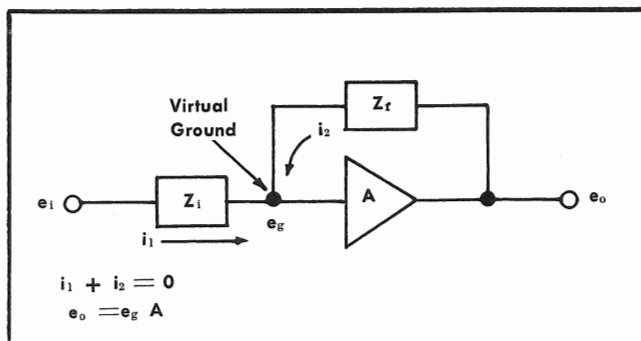 Virtual
Ground
Zf
i2
ei
Zi
eg
A
eo
i1
i1 + i2 = 0
eo = eg A